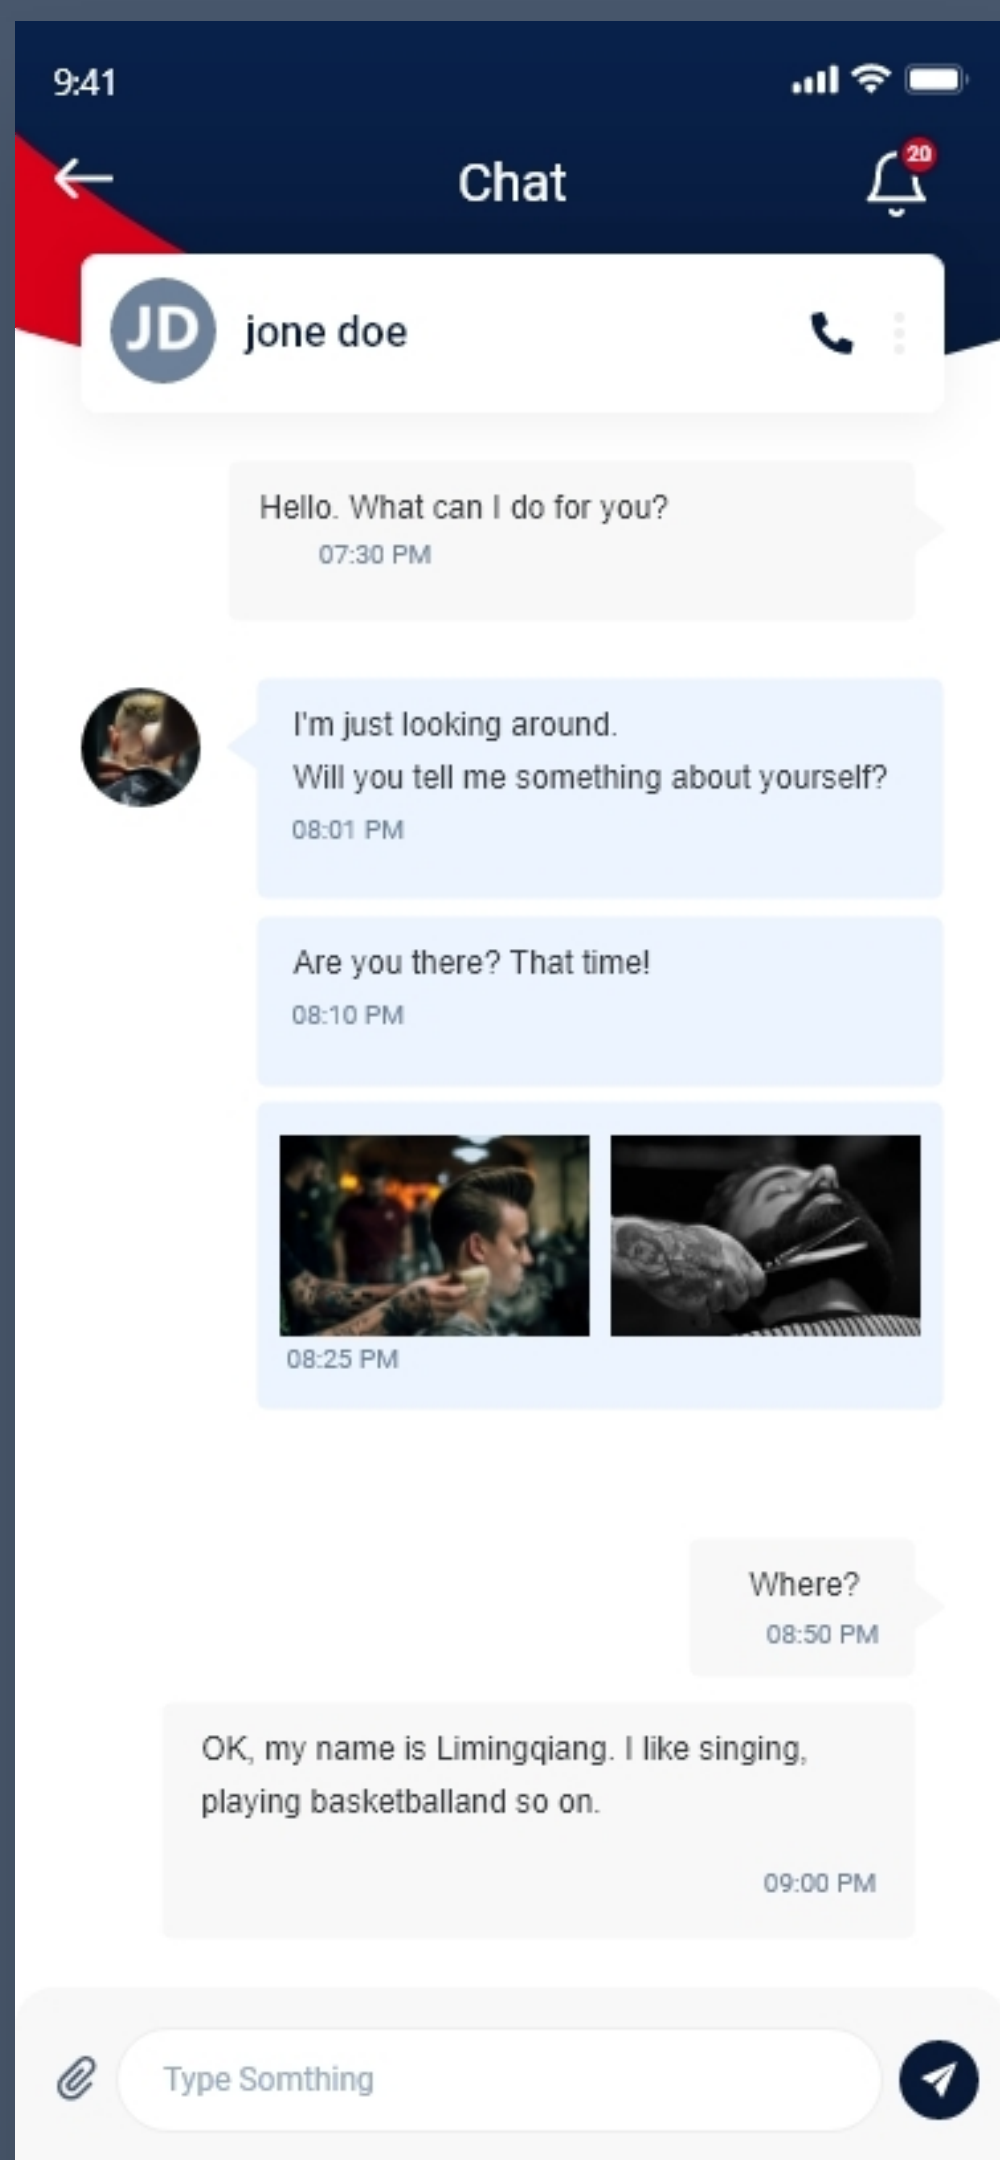 9:41
Chat
20
JD
jone doe
Hello. What can I do for you?
07:30 PM
I'm just looking around.
Will you tell me something about yourself?
08:01 PM
Are you there? That time!
08:10 PM
08:25 PM
Where?
08:50 PM
OK, my name is Limingqiang. I like singing,
playing basketballand so on.
09:00 PM
Type Somthing